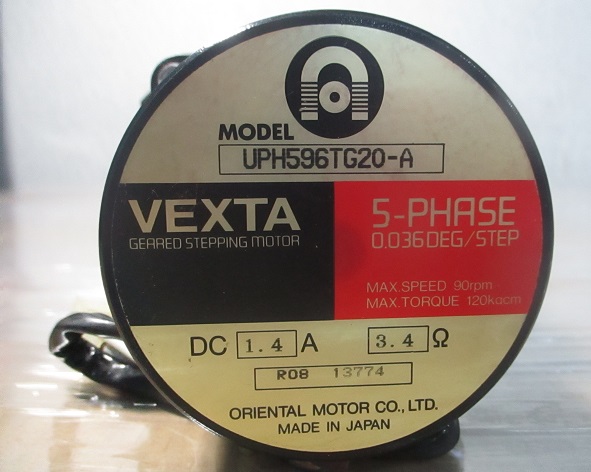 MODEL
UPH596TG20-A
VEXTA
GEARED STEPPING MOTOR
5-PHASE
0.036DEG/STEP
MAX.SPEED 90rpm
MAX.TORQUE 120kgcm
DC 1.4 A 3.4 Ω
R08 13774
ORIENTAL MOTOR CO., LTD.
MADE IN JAPAN